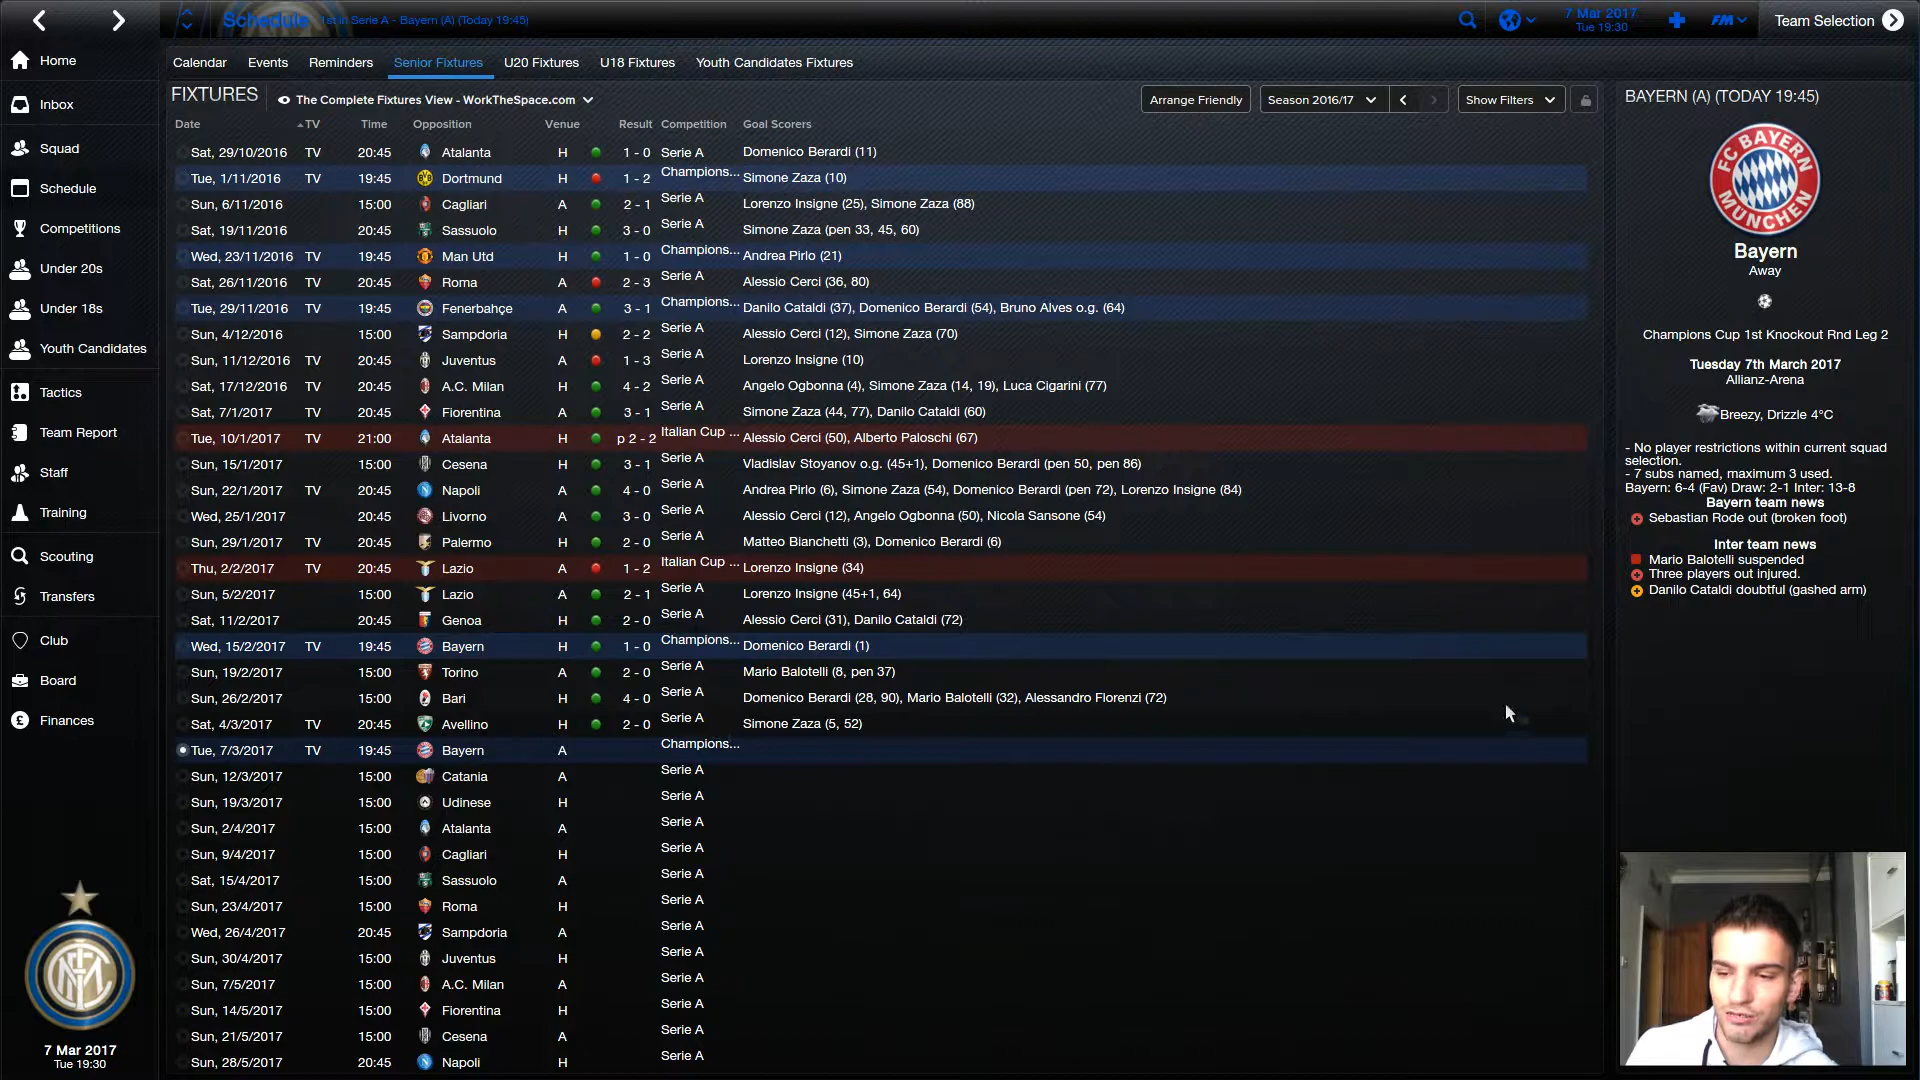 Schedule 1st in Serie A - Bayern (A) (Today 19:45)
7 Mar 2017
Tue 19:30
FM
Team Selection
Home
Inbox
Squad
Schedule
Competitions
Under 20s
Under 18s
Youth Candidates
Tactics
Team Report
Staff
Training
Scouting
Transfers
Club
Board
Finances
7 Mar 2017
Tue 19:30
Calendar Events Reminders Senior Fixtures U20 Fixtures U18 Fixtures Youth Candidates Fixtures
FIXTURES The Complete Fixtures View - WorkTheSpace.com Arrange Friendly Season 2016/17 Show Filters
Date TV Time Opposition Venue Result Competition Goal Scorers
Sat, 29/10/2016 TV 20:45 Atalanta H 1 - 0 Serie A Domenico Berardi (11)
Tue, 1/11/2016 TV 19:45 Dortmund H 1 - 2 Champions... Simone Zaza (10)
Sun, 6/11/2016 15:00 Cagliari A 2 - 1 Serie A Lorenzo Insigne (25), Simone Zaza (88)
Sat, 19/11/2016 20:45 Sassuolo H 3 - 0 Serie A Simone Zaza (pen 33, 45, 60)
Wed, 23/11/2016 TV 19:45 Man Utd H 1 - 0 Champions... Andrea Pirlo (21)
Sat, 26/11/2016 TV 20:45 Roma A 2 - 3 Serie A Alessio Cerci (36, 80)
Tue, 29/11/2016 TV 19:45 Fenerbahçe A 3 - 1 Champions... Danilo Cataldi (37), Domenico Berardi (54), Bruno Alves o.g. (64)
Sun, 4/12/2016 15:00 Sampdoria H 2 - 2 Serie A Alessio Cerci (12), Simone Zaza (70)
Sun, 11/12/2016 TV 20:45 Juventus A 1 - 3 Serie A Lorenzo Insigne (10)
Sat, 17/12/2016 TV 20:45 A.C. Milan H 4 - 2 Serie A Angelo Ogbonna (4), Simone Zaza (14, 19), Luca Cigarini (77)
Sat, 7/1/2017 TV 20:45 Fiorentina A 3 - 1 Serie A Simone Zaza (44, 77), Danilo Cataldi (60)
Tue, 10/1/2017 TV 21:00 Atalanta H p 2 - 2 Italian Cup ... Alessio Cerci (50), Alberto Paloschi (67)
Sun, 15/1/2017 15:00 Cesena H 3 - 1 Serie A Vladislav Stoyanov o.g. (45+1), Domenico Berardi (pen 50, pen 86)
Sun, 22/1/2017 TV 20:45 Napoli A 4 - 0 Serie A Andrea Pirlo (6), Simone Zaza (54), Domenico Berardi (pen 72), Lorenzo Insigne (84)
Wed, 25/1/2017 20:45 Livorno A 3 - 0 Serie A Alessio Cerci (12), Angelo Ogbonna (50), Nicola Sansone (54)
Sun, 29/1/2017 TV 20:45 Palermo H 2 - 0 Serie A Matteo Bianchetti (3), Domenico Berardi (6)
Thu, 2/2/2017 TV 20:45 Lazio A 1 - 2 Italian Cup ... Lorenzo Insigne (34)
Sun, 5/2/2017 15:00 Lazio A 2 - 1 Serie A Lorenzo Insigne (45+1, 64)
Sat, 11/2/2017 20:45 Genoa H 2 - 0 Serie A Alessio Cerci (31), Danilo Cataldi (72)
Wed, 15/2/2017 TV 19:45 Bayern H 1 - 0 Champions... Domenico Berardi (1)
Sun, 19/2/2017 15:00 Torino A 2 - 0 Serie A Mario Balotelli (8, pen 37)
Sun, 26/2/2017 15:00 Bari H 4 - 0 Serie A Domenico Berardi (28, 90), Mario Balotelli (32), Alessandro Florenzi (72)
Sat, 4/3/2017 TV 20:45 Avellino H 2 - 0 Serie A Simone Zaza (5, 52)
Tue, 7/3/2017 TV 19:45 Bayern A Champions...
Sun, 12/3/2017 15:00 Catania A Serie A
Sun, 19/3/2017 15:00 Udinese H Serie A
Sun, 2/4/2017 15:00 Atalanta A Serie A
Sun, 9/4/2017 15:00 Cagliari H Serie A
Sat, 15/4/2017 15:00 Sassuolo A Serie A
Sun, 23/4/2017 15:00 Roma H Serie A
Wed, 26/4/2017 20:45 Sampdoria A Serie A
Sun, 30/4/2017 15:00 Juventus H Serie A
Sun, 7/5/2017 15:00 A.C. Milan A Serie A
Sun, 14/5/2017 15:00 Fiorentina H Serie A
Sun, 21/5/2017 15:00 Cesena A Serie A
Sun, 28/5/2017 20:45 Napoli H Serie A
BAYERN (A) (TODAY 19:45)
FC BAYERN MÜNCHEN
Bayern
Away
Champions Cup 1st Knockout Rnd Leg 2
Tuesday 7th March 2017
Allianz-Arena
Breezy, Drizzle 4°C
- No player restrictions within current squad
selection.
- 7 subs named, maximum 3 used.
Bayern: 6-4 (Fav) Draw: 2-1 Inter: 13-8
Bayern team news
Sebastian Rode out (broken foot)
Inter team news
Mario Balotelli suspended
Three players out injured.
Danilo Cataldi doubtful (gashed arm)